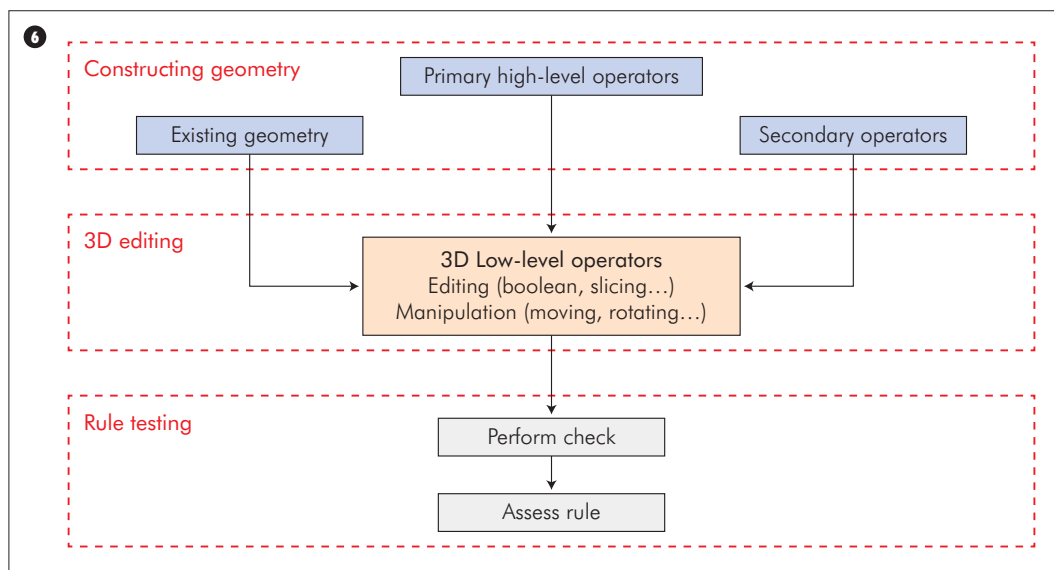 6
Constructing geometry
Primary high-level operators
Existing geometry
Secondary operators
3D editing
3D Low-level operators
Editing (boolean, slicing…)
Manipulation (moving, rotating…)
Rule testing
Perform check
Assess rule